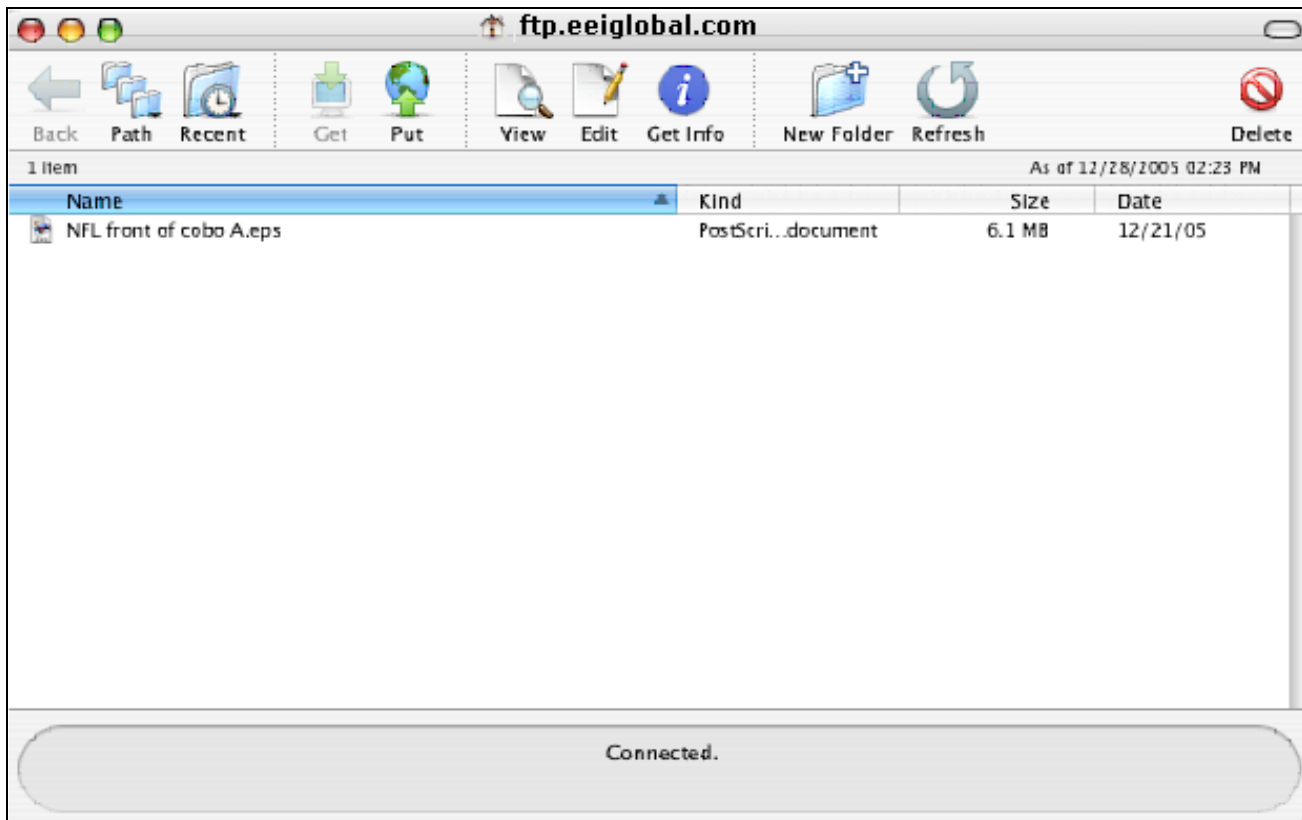 ftp.eeiglobal.com
Back Path Recent Get Put View Edit Get Info New Folder Refresh Delete
1 item As of 12/28/2005 02:23 PM
Name Kind Size Date
NFL front of cobo A.eps PostScri...document 6.1 MB 12/21/05
Connected.